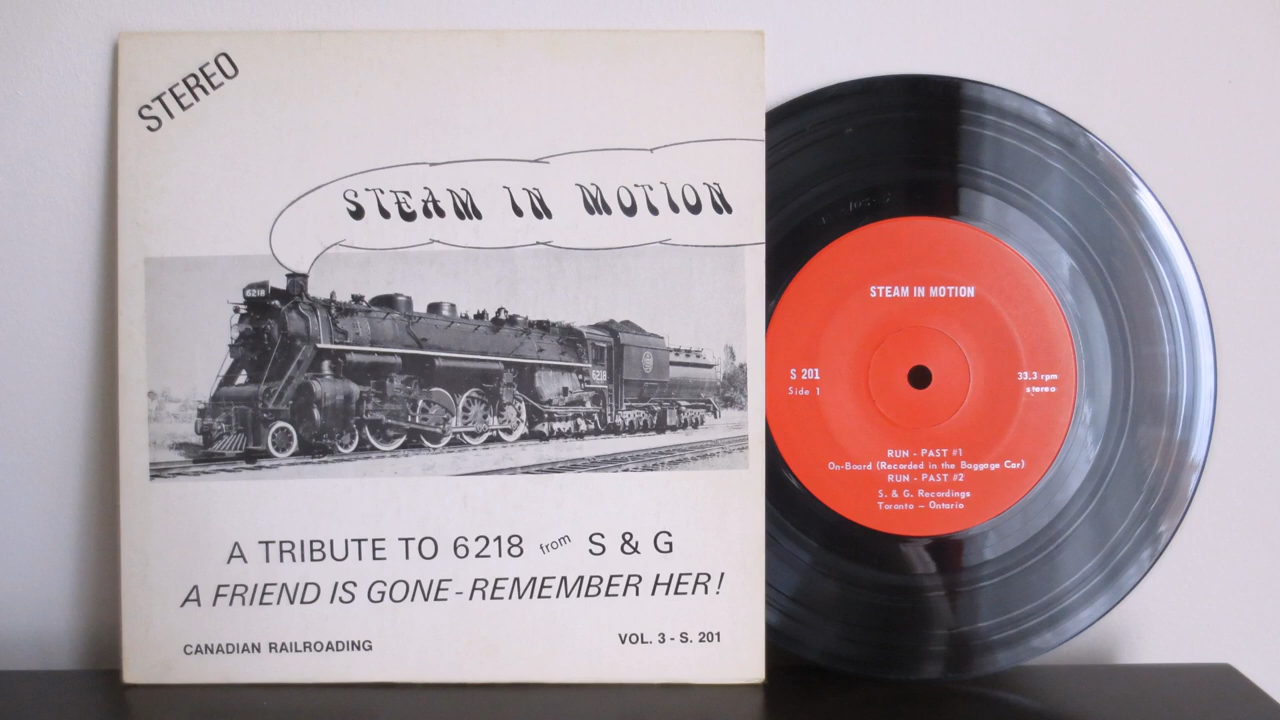 STEREO
STEAM IN MOTION
6218
6218
A TRIBUTE TO 6218 from S & G
A FRIEND IS GONE - REMEMBER HER!
CANADIAN RAILROADING
VOL. 3 - S. 201
STEAM IN MOTION
S 201
Side 1
33.3 rpm
stereo
RUN - PAST #1
On-Board (Recorded in the Baggage Car)
RUN - PAST #2
S. & G. Recordings
Toronto – Ontario